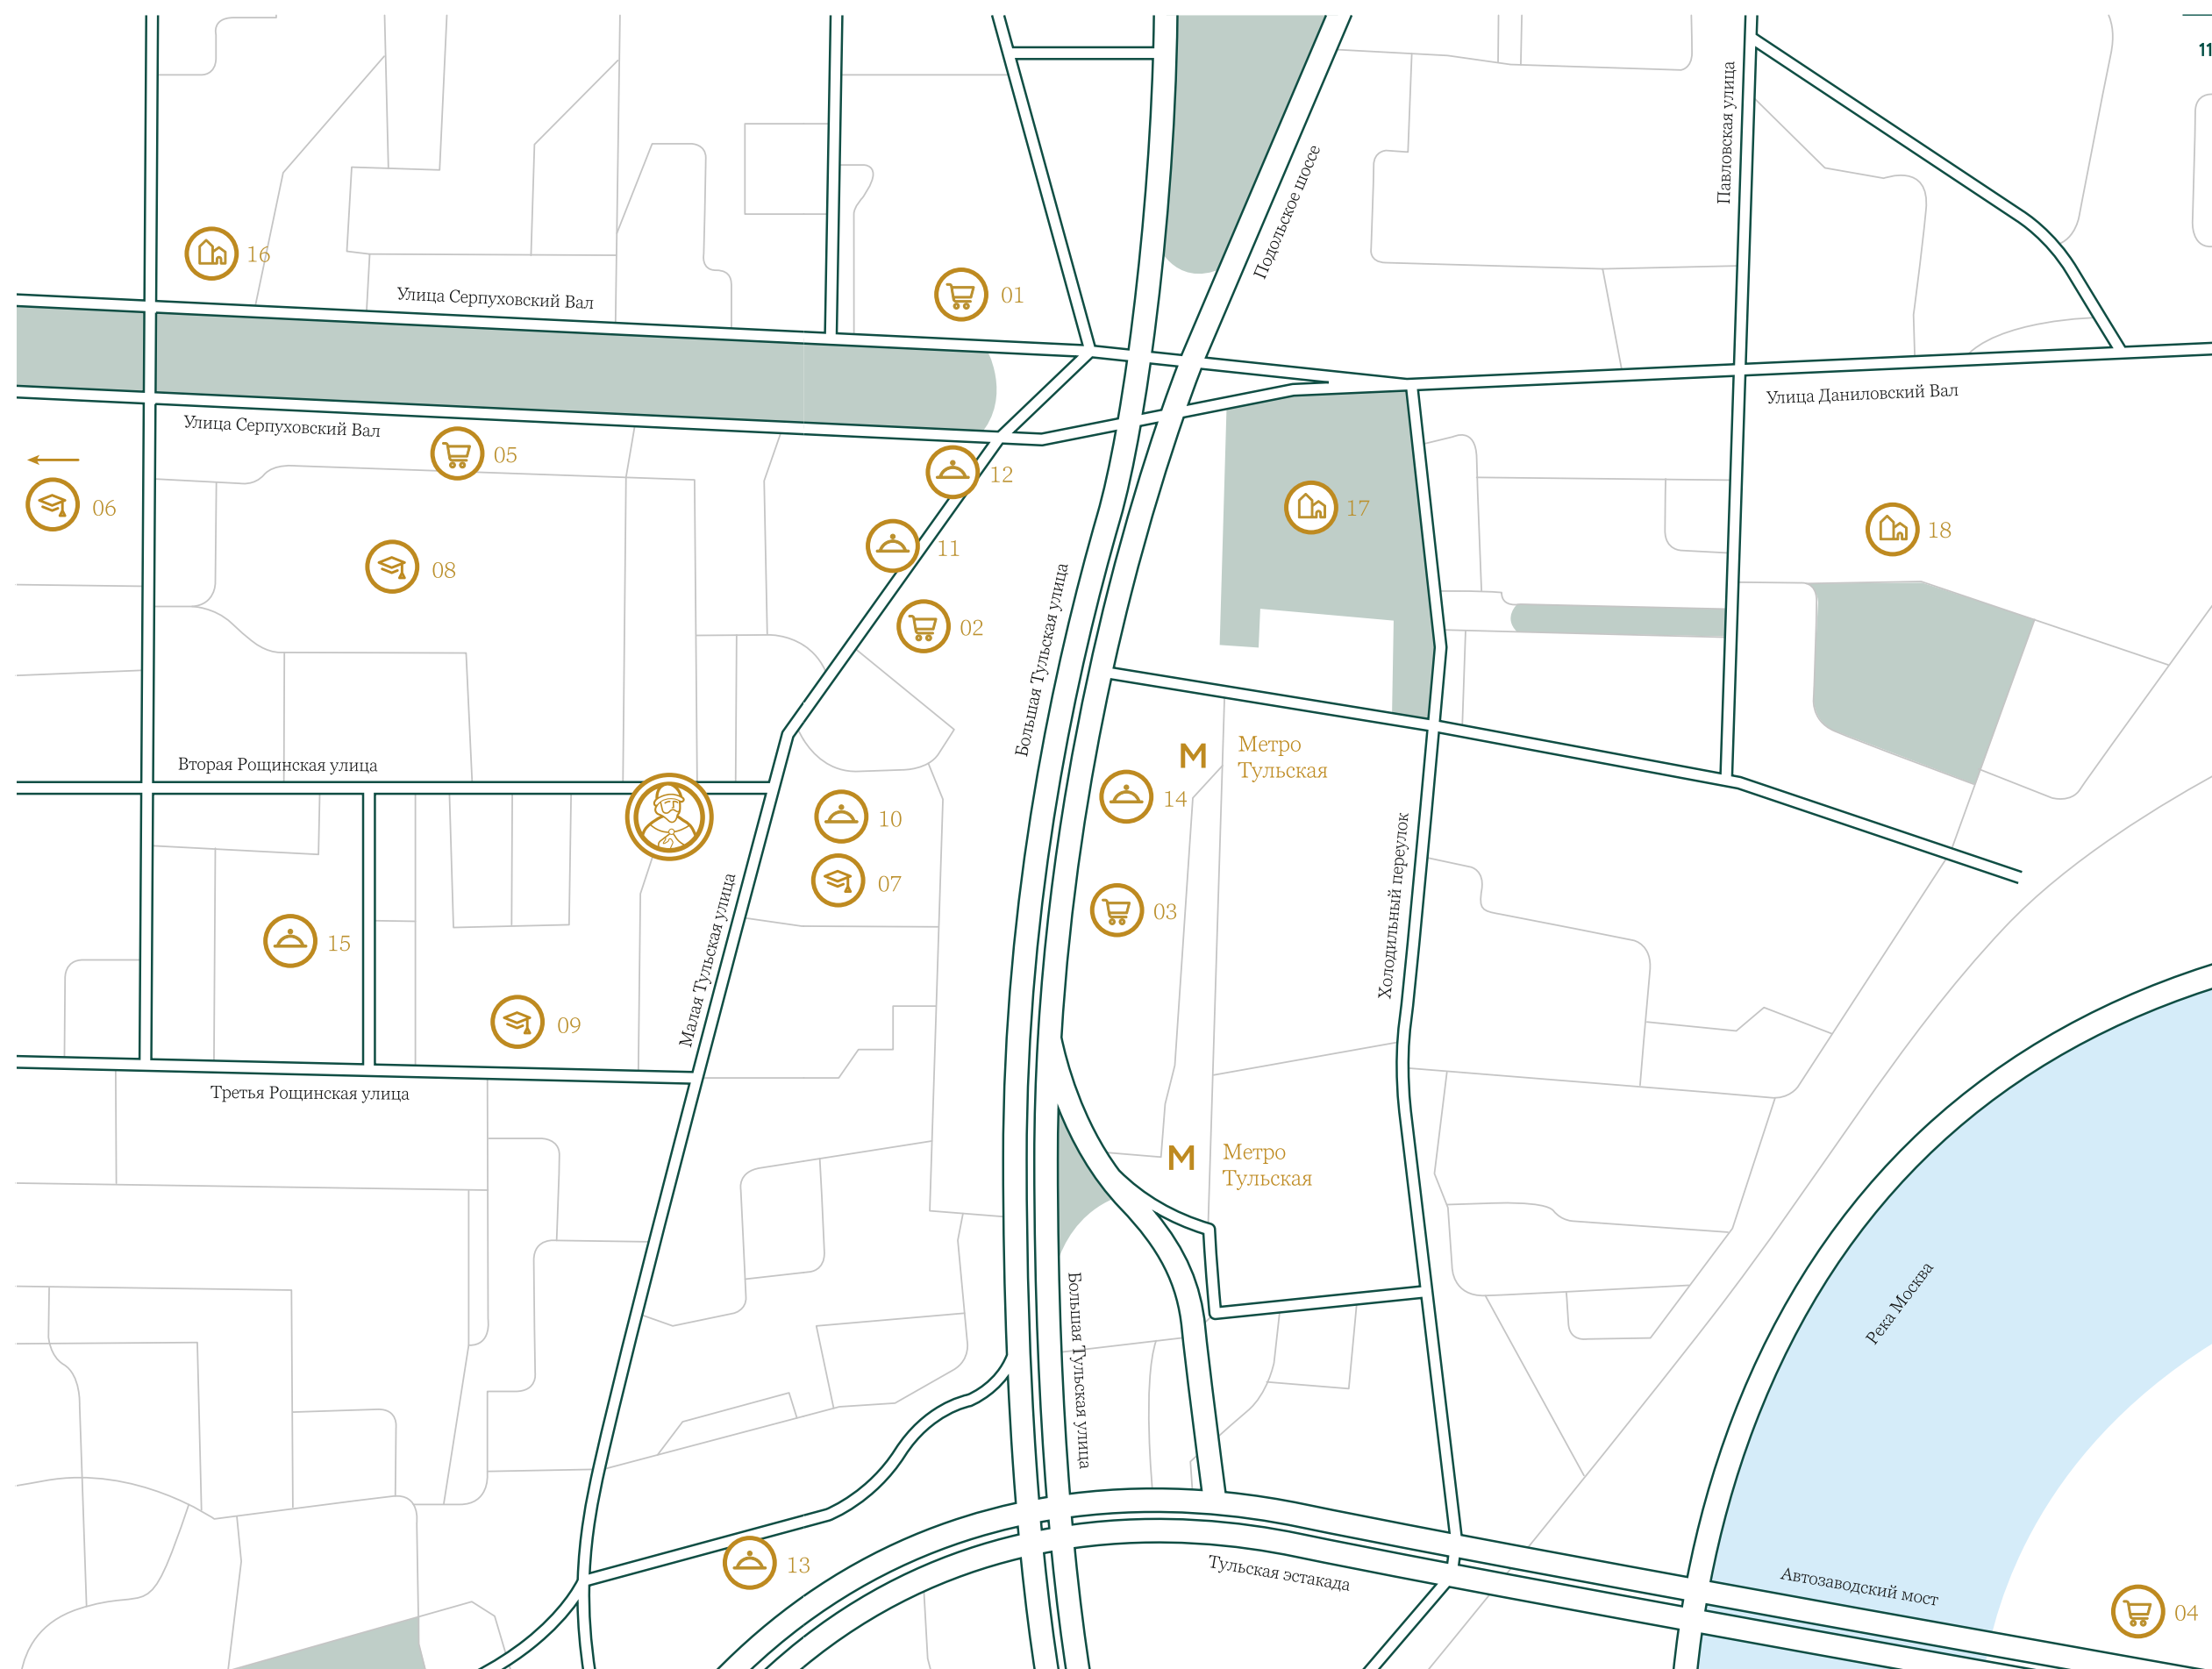 11
Павловская улица
Подольское шоссе
16
Улица Серпуховский Вал
01
Улица Даниловский Вал
Улица Серпуховский Вал
05
12
06
17
18
11
08
02
Большая Тульская улица
М
Метро
Тульская
Вторая Рощинская улица
14
10
07
03
Холодильный переулок
Малая Тульская улица
15
09
Третья Рощинская улица
М
Метро
Тульская
Река Москва
Большая Тульская улица
13
Тульская эстакада
Автозаводский мост
04